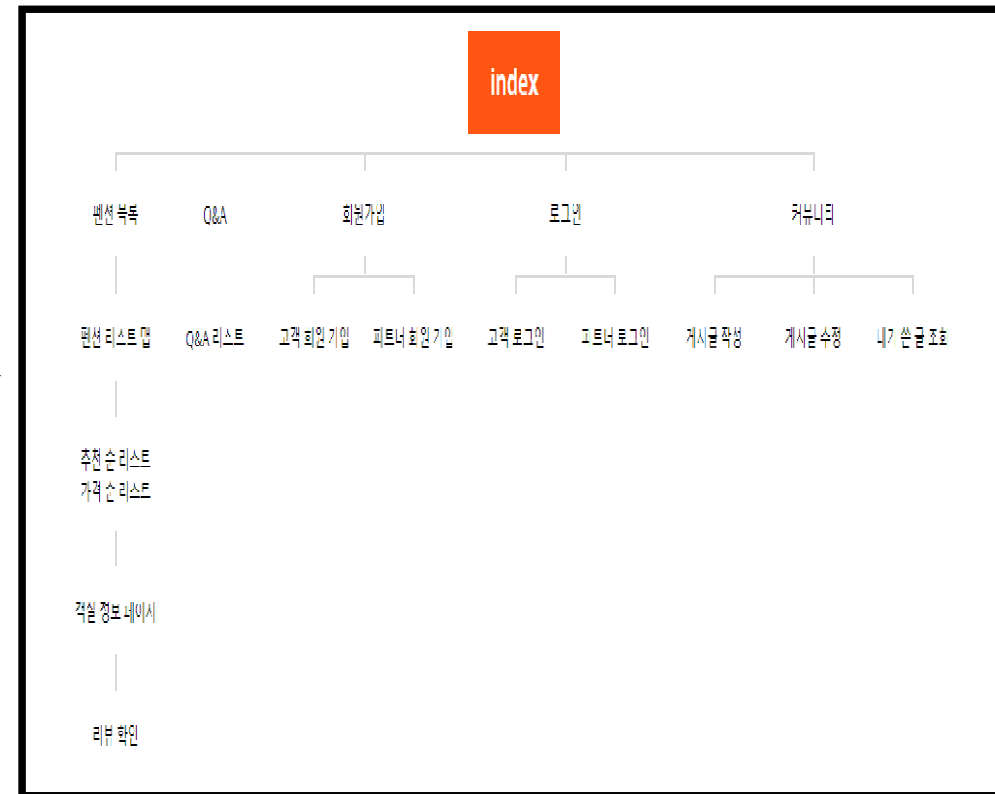 index
펜션 목록
Q&A
회원가입
로그인
커뮤니티
펜션 리스트 맵
Q&A 리스트
고객 회원 가입
파트너 회원 가입
고객 로그인
파트너 로그인
게시글 작성
게시글 수정
내가 쓴 글 조회
추천 순 리스트
가격 순 리스트
객실 정보 페이지
리뷰 확인